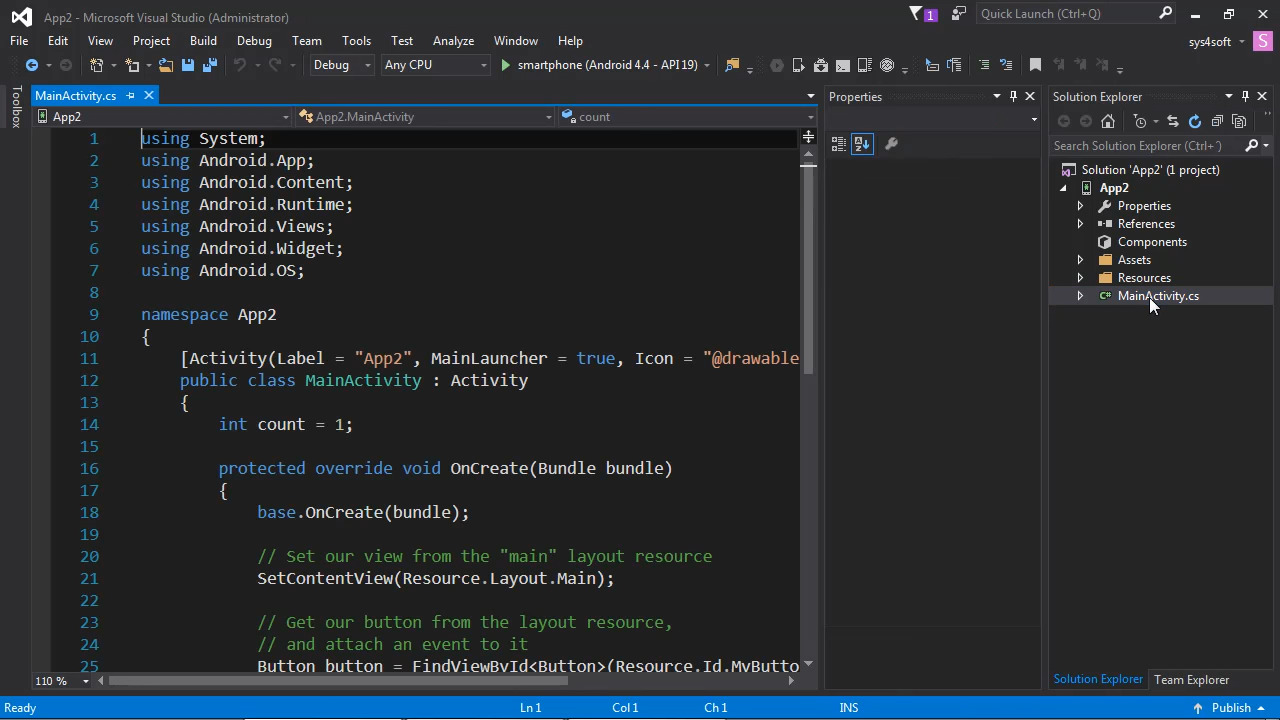 App2 - Microsoft Visual Studio (Administrator)
1
Quick Launch (Ctrl+Q)
File Edit View Project Build Debug Team Tools Test Analyze Window Help
sys4soft S
Debug Any CPU smartphone (Android 4.4 - API 19)
Toolbox
MainActivity.cs
App2 App2.MainActivity count
1 using System;
2 using Android.App;
3 using Android.Content;
4 using Android.Runtime;
5 using Android.Views;
6 using Android.Widget;
7 using Android.OS;
8
9 namespace App2
10 {
11 [Activity(Label = "App2", MainLauncher = true, Icon = "@drawable
12 public class MainActivity : Activity
13 {
14 int count = 1;
15
16 protected override void OnCreate(Bundle bundle)
17 {
18 base.OnCreate(bundle);
19
20 // Set our view from the "main" layout resource
21 SetContentView(Resource.Layout.Main);
22
23 // Get our button from the layout resource,
24 // and attach an event to it
25 Button button = FindViewById<Button>(Resource.Id.MyButto
110 %
Properties
Solution Explorer
Search Solution Explorer (Ctrl+')
Solution 'App2' (1 project)
App2
Properties
References
Components
Assets
Resources
C# MainActivity.cs
Solution Explorer Team Explorer
Ready Ln 1 Col 1 Ch 1 INS Publish